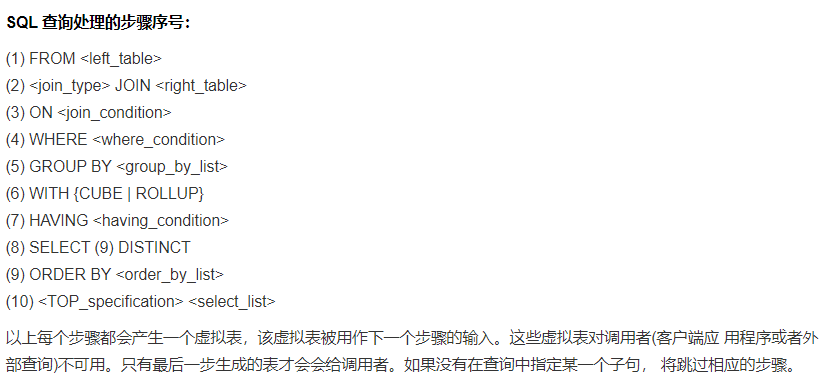 SQL 查询处理的步骤序号：
(1) FROM <left_table>
(2) <join_type> JOIN <right_table>
(3) ON <join_condition>
(4) WHERE <where_condition>
(5) GROUP BY <group_by_list>
(6) WITH {CUBE | ROLLUP}
(7) HAVING <having_condition>
(8) SELECT (9) DISTINCT
(9) ORDER BY <order_by_list>
(10) <TOP_specification> <select_list>
以上每个步骤都会产生一个虚拟表，该虚拟表被用作下一个步骤的输入。这些虚拟表对调用者(客户端应 用程序或者外
部查询)不可用。只有最后一步生成的表才会会给调用者。如果没有在查询中指定某一个子句， 将跳过相应的步骤。